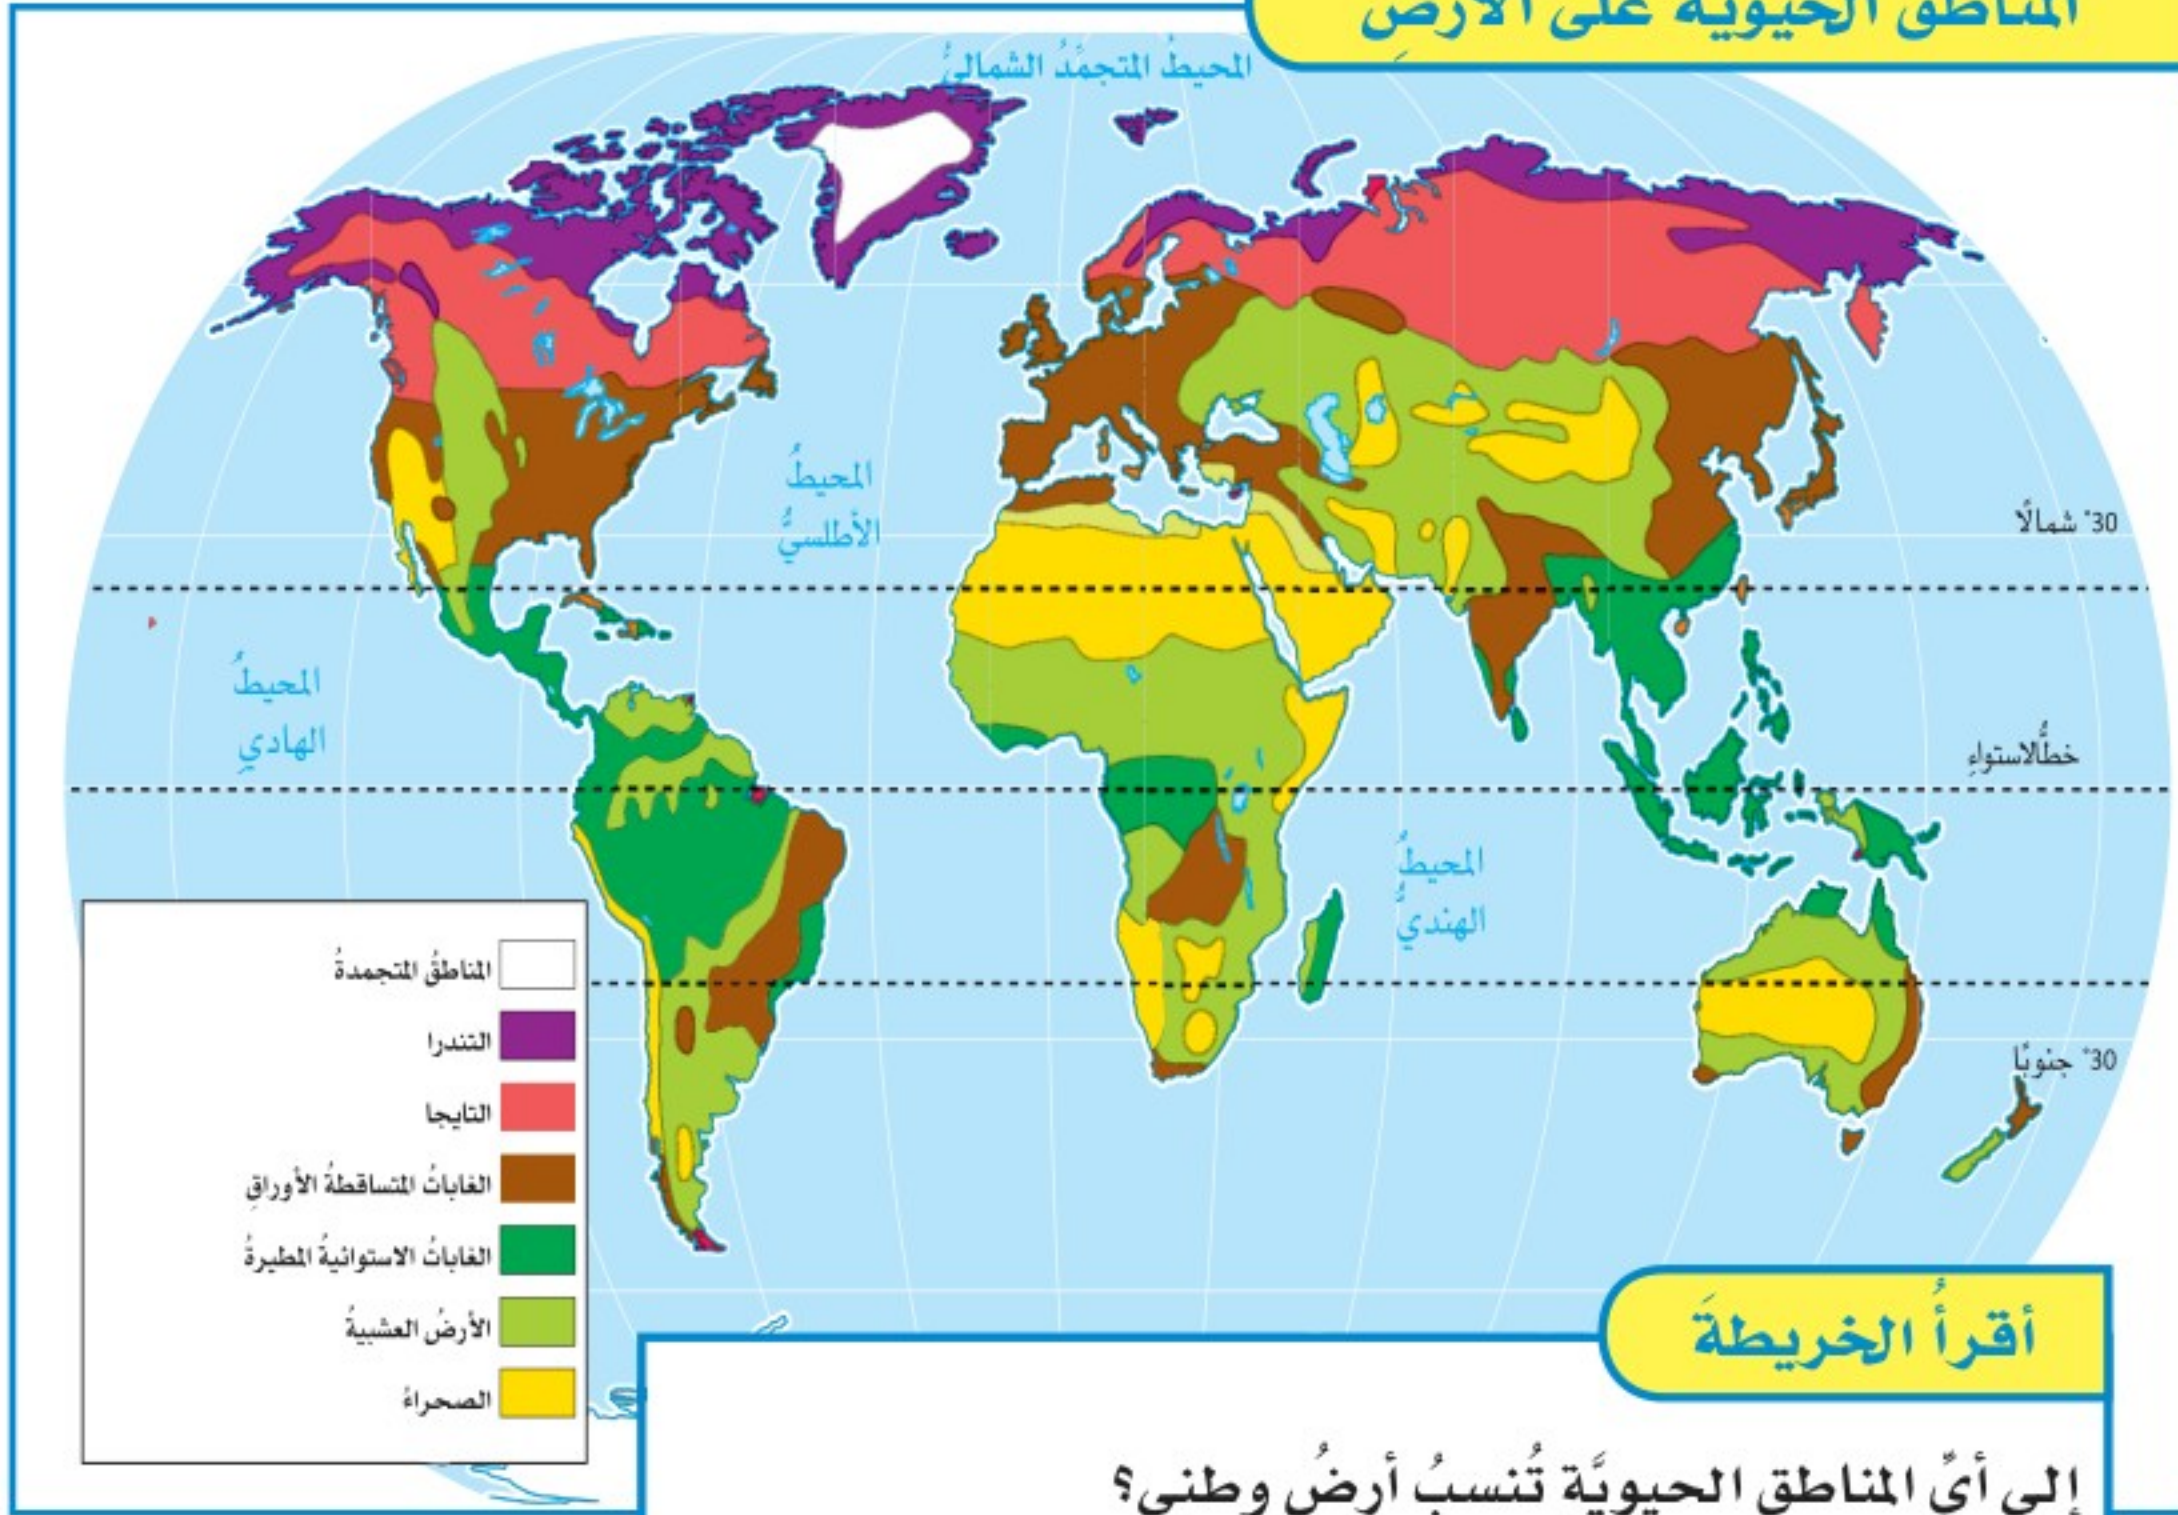 المناطق الحيوية على الأرضِ
المحيطُ المتجمِّدُ الشماليُّ
المحيطُ
الأطلسيُّ
30° شمالًا
المحيطُ
الهادي
خطُّ الاستواءِ
المحيطُ
الهنديُّ
30° جنوبًا
المناطقُ المتجمدةُ
التندرا
التايجا
الغاباتُ المتساقطةُ الأوراقِ
الغاباتُ الاستوائيةُ المطيرةُ
الأرضُ العشبيةُ
الصحراءُ
أقرأُ الخريطةَ
إلى أيِّ المناطق الحيويَّة تُنسبُ أرضُ وطني؟